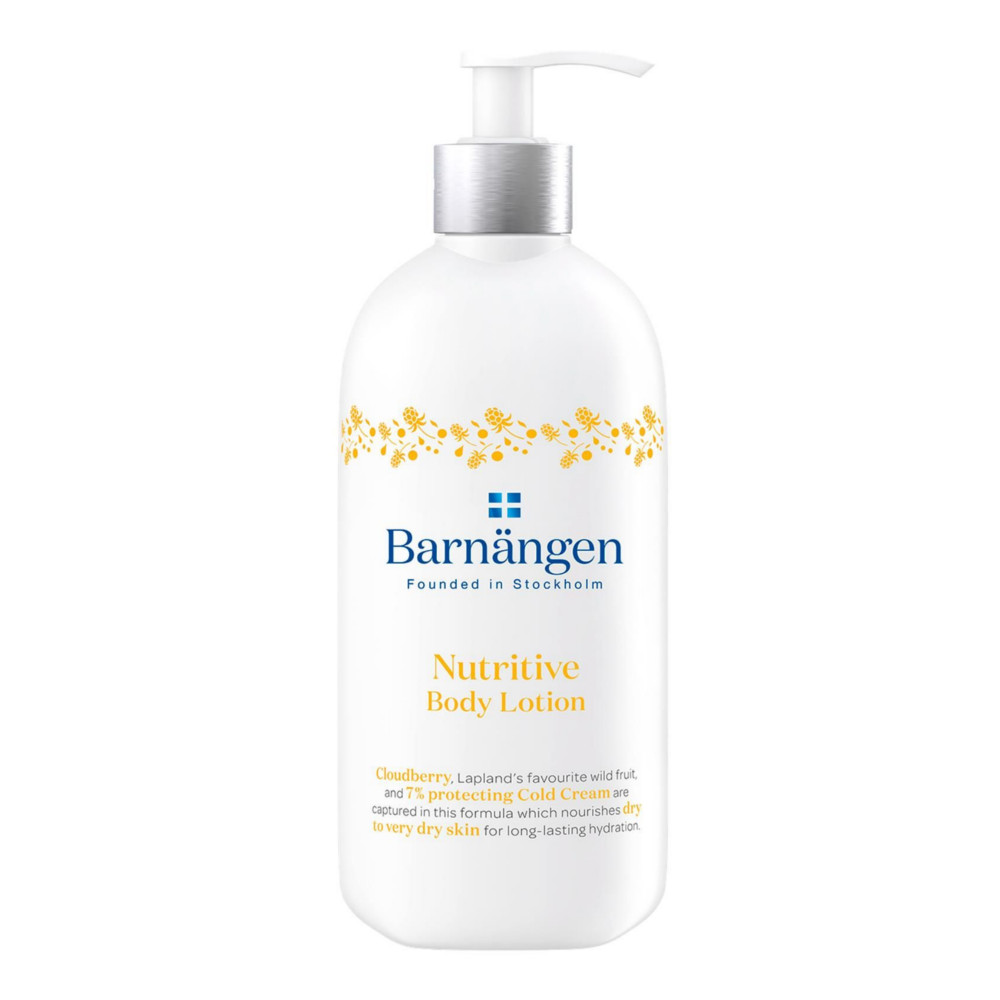 Barnängen
Founded in Stockholm
Nutritive
Body Lotion
Cloudberry, Lapland's favourite wild fruit,
and 7% protecting Cold Cream are
captured in this formula which nourishes dry
to very dry skin for long-lasting hydration.